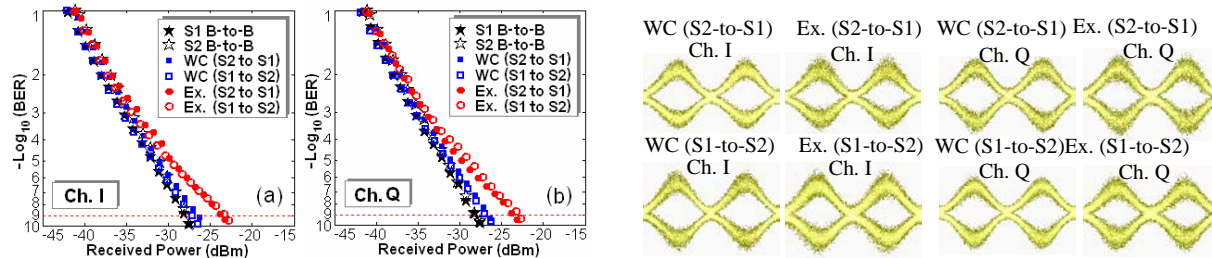 -Log10 (BER)
1
2
3
4
5
6
7
8
9
10
S1 B-to-B
S2 B-to-B
WC (S2 to S1)
WC (S1 to S2)
Ex. (S2 to S1)
Ex. (S1 to S2)
Ch. I
(a)
-45 -40 -35 -30 -25 -20 -15
Received Power (dBm)
-Log10 (BER)
1
2
3
4
5
6
7
8
9
10
S1 B-to-B
S2 B-to-B
WC (S2 to S1)
WC (S1 to S2)
Ex. (S2 to S1)
Ex. (S1 to S2)
Ch. Q
(b)
-45 -40 -35 -30 -25 -20 -15
Received Power (dBm)
WC (S2-to-S1)
Ch. I
Ex. (S2-to-S1)
Ch. I
WC (S2-to-S1)
Ch. Q
Ex. (S2-to-S1)
Ch. Q
WC (S1-to-S2)
Ch. I
Ex. (S1-to-S2)
Ch. I
WC (S1-to-S2)
Ch. Q
Ex. (S1-to-S2)
Ch. Q